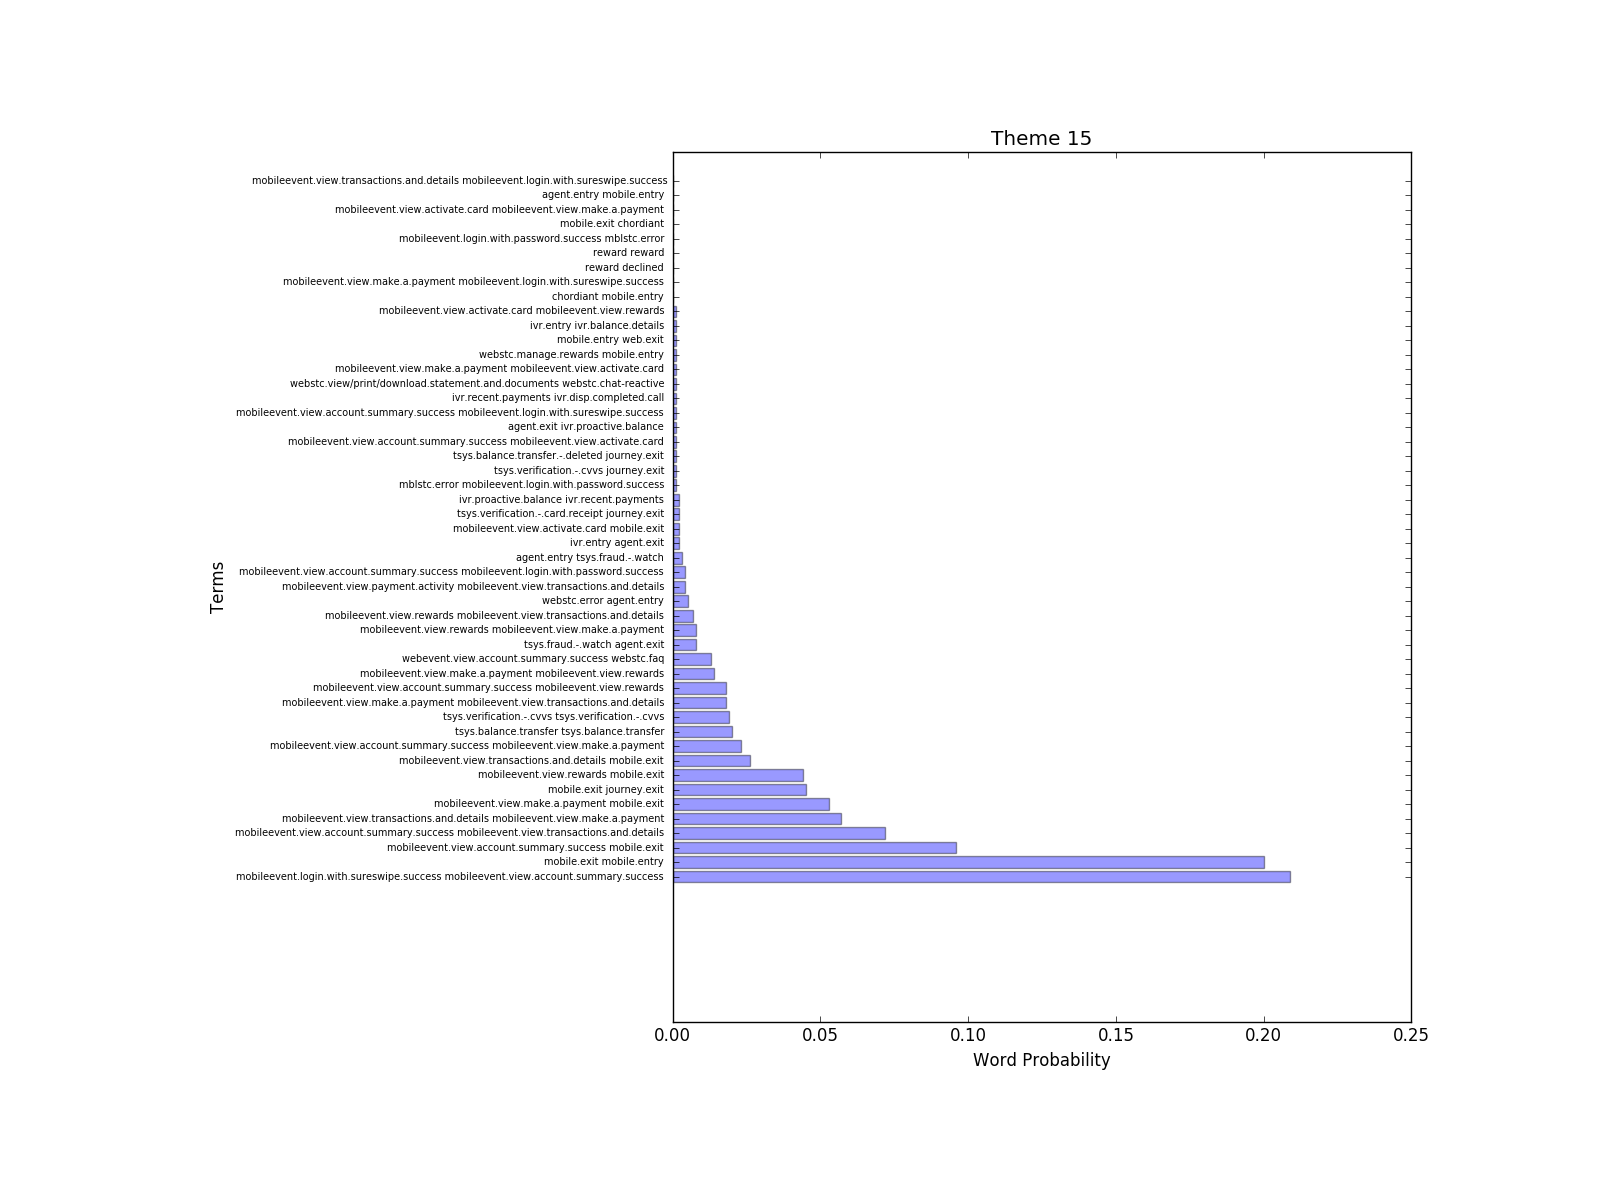 Theme 15
mobileevent.view.transactions.and.details mobileevent.login.with.sureswipe.success
agent.entry mobile.entry
mobileevent.view.activate.card mobileevent.view.make.a.payment
mobile.exit chordiant
mobileevent.login.with.password.success mblstc.error
reward reward
reward declined
mobileevent.view.make.a.payment mobileevent.login.with.sureswipe.success
chordiant mobile.entry
mobileevent.view.activate.card mobileevent.view.rewards
ivr.entry ivr.balance.details
mobile.entry web.exit
webstc.manage.rewards mobile.entry
mobileevent.view.make.a.payment mobileevent.view.activate.card
webstc.view/print/download.statement.and.documents webstc.chat-reactive
ivr.recent.payments ivr.disp.completed.call
mobileevent.view.account.summary.success mobileevent.login.with.sureswipe.success
agent.exit ivr.proactive.balance
mobileevent.view.account.summary.success mobileevent.view.activate.card
tsys.balance.transfer.-.deleted journey.exit
tsys.verification.-.cvvs journey.exit
mblstc.error mobileevent.login.with.password.success
ivr.proactive.balance ivr.recent.payments
tsys.verification.-.card.receipt journey.exit
mobileevent.view.activate.card mobile.exit
ivr.entry agent.exit
agent.entry tsys.fraud.-.watch
mobileevent.view.account.summary.success mobileevent.login.with.password.success
mobileevent.view.payment.activity mobileevent.view.transactions.and.details
webstc.error agent.entry
mobileevent.view.rewards mobileevent.view.transactions.and.details
mobileevent.view.rewards mobileevent.view.make.a.payment
tsys.fraud.-.watch agent.exit
webevent.view.account.summary.success webstc.faq
mobileevent.view.make.a.payment mobileevent.view.rewards
mobileevent.view.account.summary.success mobileevent.view.rewards
mobileevent.view.make.a.payment mobileevent.view.transactions.and.details
tsys.verification.-.cvvs tsys.verification.-.cvvs
tsys.balance.transfer tsys.balance.transfer
mobileevent.view.account.summary.success mobileevent.view.make.a.payment
mobileevent.view.transactions.and.details mobile.exit
mobileevent.view.rewards mobile.exit
mobile.exit journey.exit
mobileevent.view.make.a.payment mobile.exit
mobileevent.view.transactions.and.details mobileevent.view.make.a.payment
mobileevent.view.account.summary.success mobileevent.view.transactions.and.details
mobileevent.view.account.summary.success mobile.exit
mobile.exit mobile.entry
mobileevent.login.with.sureswipe.success mobileevent.view.account.summary.success
Terms
0.00 0.05 0.10 0.15 0.20 0.25
Word Probability